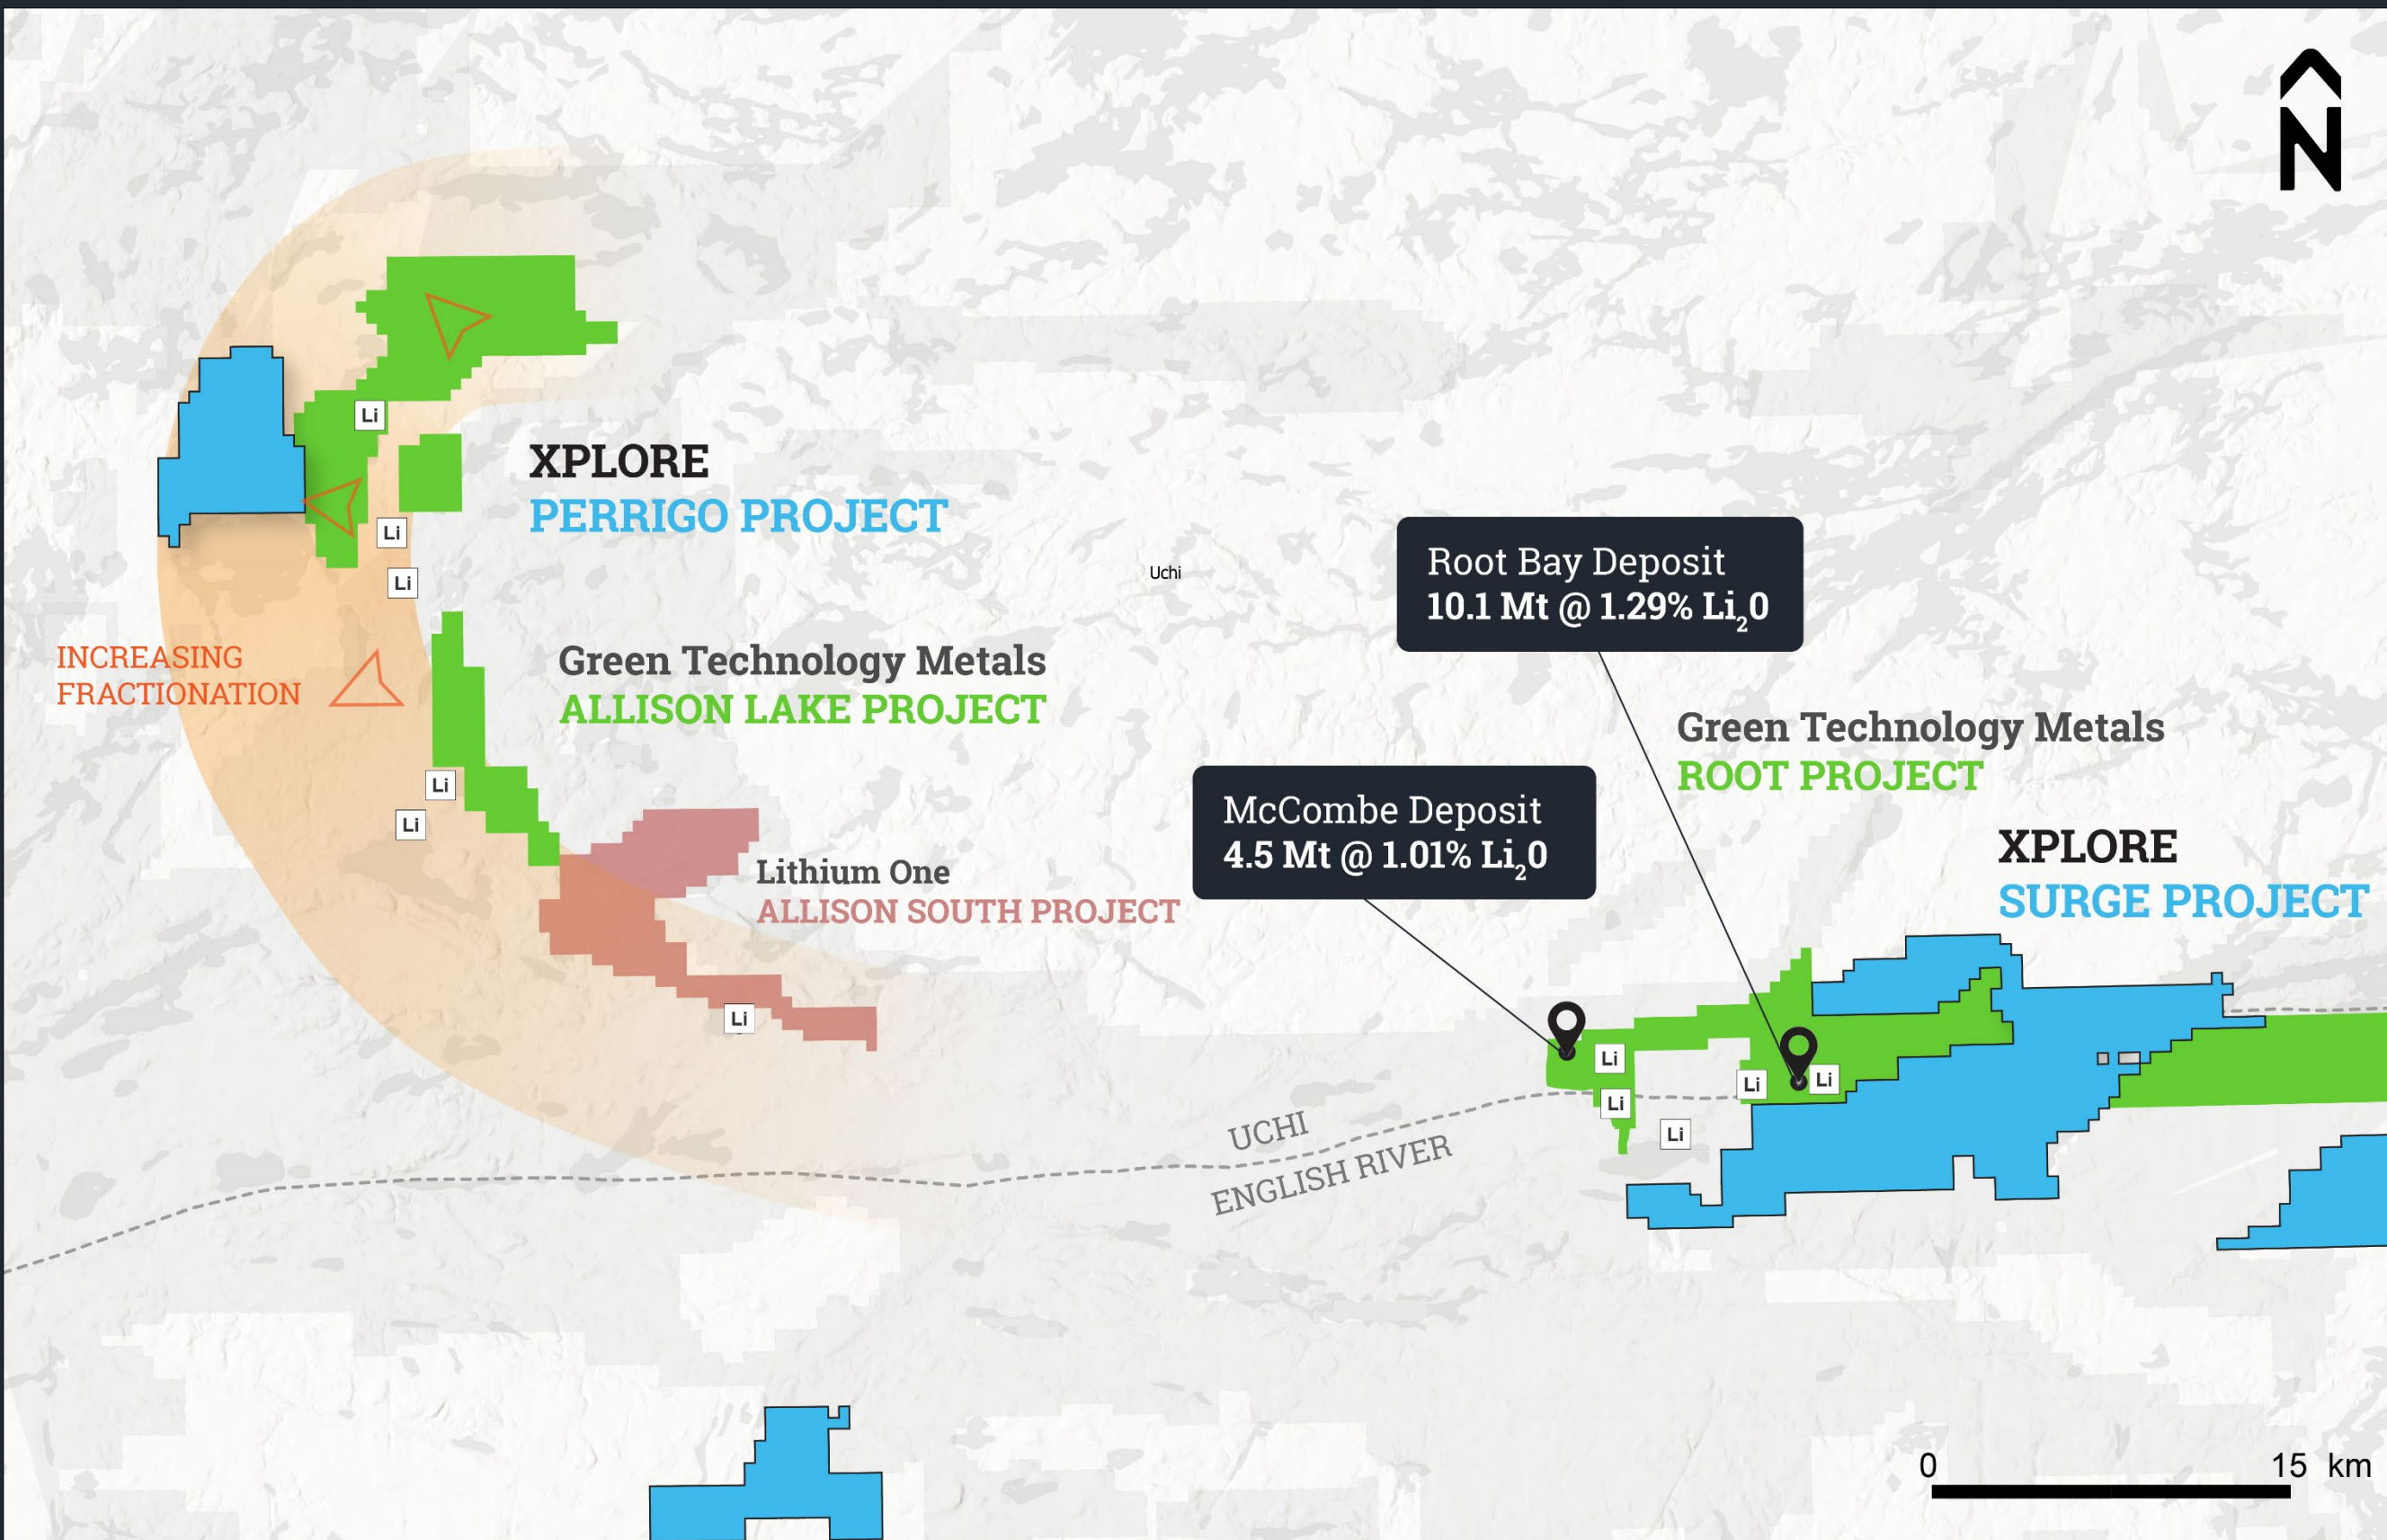 N
Li
XPLORE
PERRIGO PROJECT
Li
Li
Uchi
Root Bay Deposit
10.1 Mt @ 1.29% Li₂0
INCREASING
FRACTIONATION
Green Technology Metals
ALLISON LAKE PROJECT
Green Technology Metals
ROOT PROJECT
Li
Li
McCombe Deposit
4.5 Mt @ 1.01% Li₂0
XPLORE
SURGE PROJECT
Lithium One
ALLISON SOUTH PROJECT
Li
Li
Li
Li
Li
Li
UCHI
ENGLISH RIVER
0 15 km